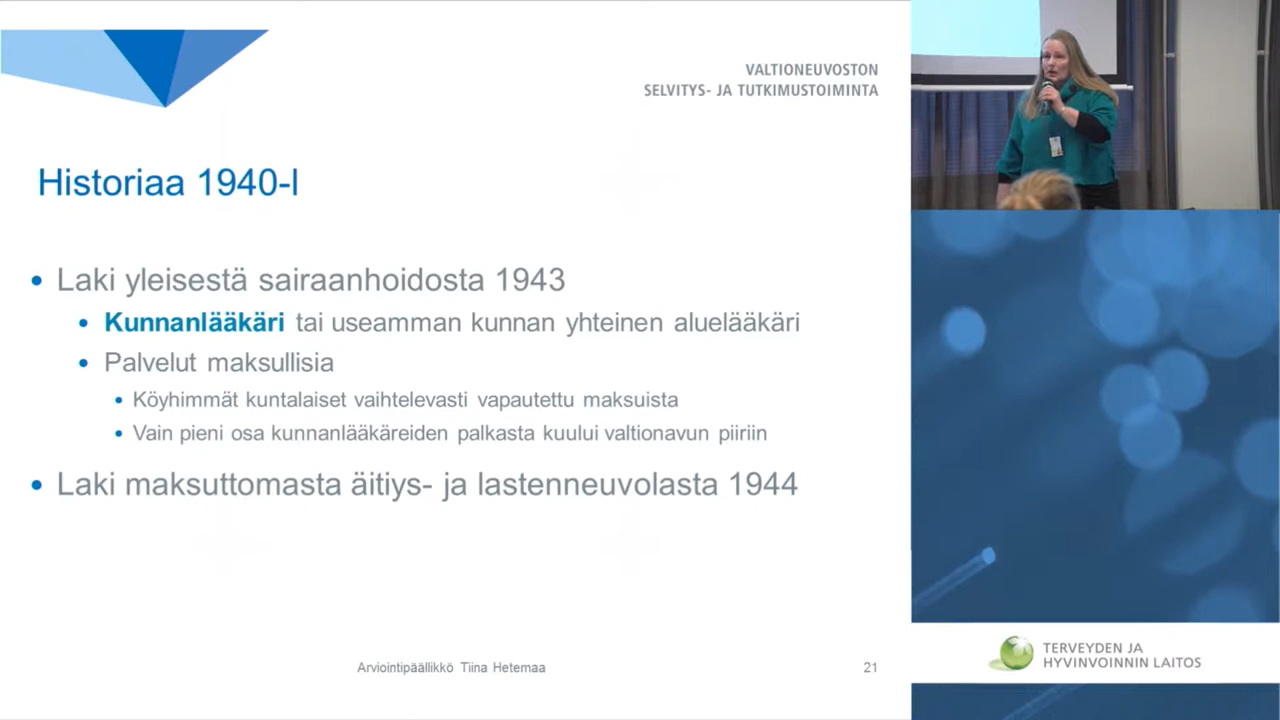 VALTIONEUVOSTON
SELVITYS- JA TUTKIMUSTOIMINTA
Historiaa 1940-l
Laki yleisestä sairaanhoidosta 1943
Kunnanlääkäri tai useamman kunnan yhteinen aluelääkäri
Palvelut maksullisia
Köyhimmät kuntalaiset vaihtelevasti vapautettu maksuista
Vain pieni osa kunnanlääkäreiden palkasta kuului valtionavun piiriin
Laki maksuttomasta äitiys- ja lastenneuvolasta 1944
Arviointipäällikkö Tiina Hetemaa
21
TERVEYDEN JA
HYVINVOINNIN LAITOS